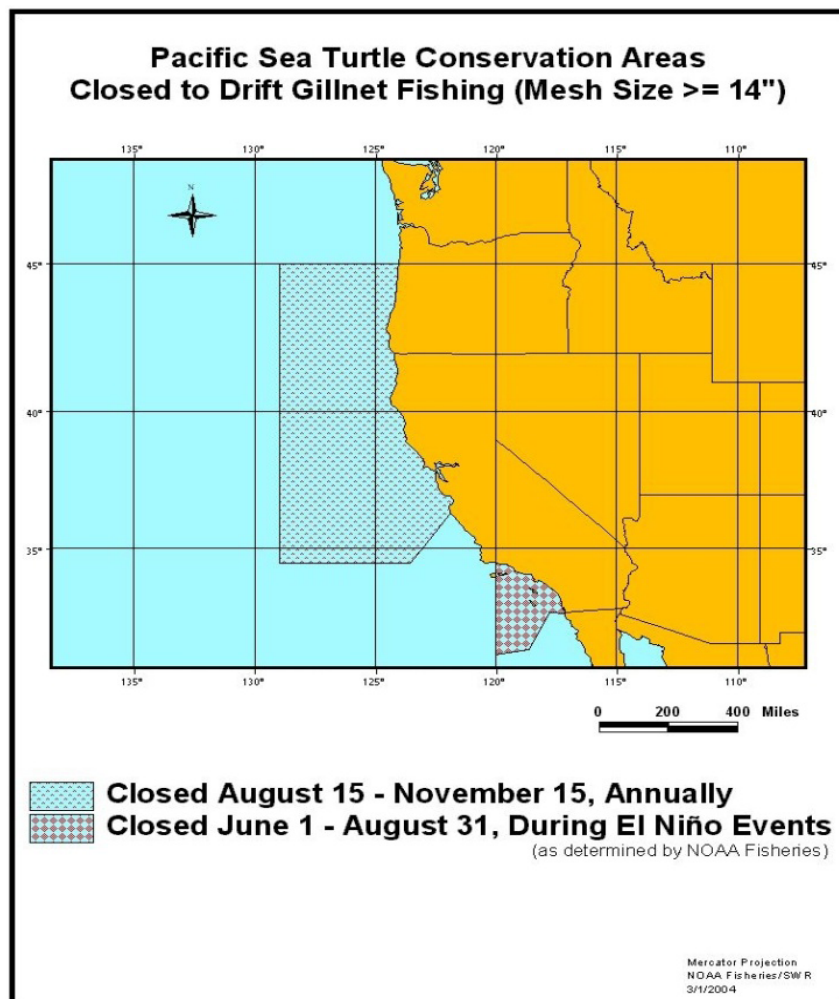 Pacific Sea Turtle Conservation Areas
Closed to Drift Gillnet Fishing (Mesh Size >= 14")
135° 130° 125° 120° 115° 110°
N
45° 45°
40° 40°
35° 35°
135° 130° 125° 120° 115° 110°
0 200 400 Miles
Closed August 15 - November 15, Annually
Closed June 1 - August 31, During El Niño Events
(as determined by NOAA Fisheries)
Mercator Projection
NOAA Fisheries/SWR
3/1/2004